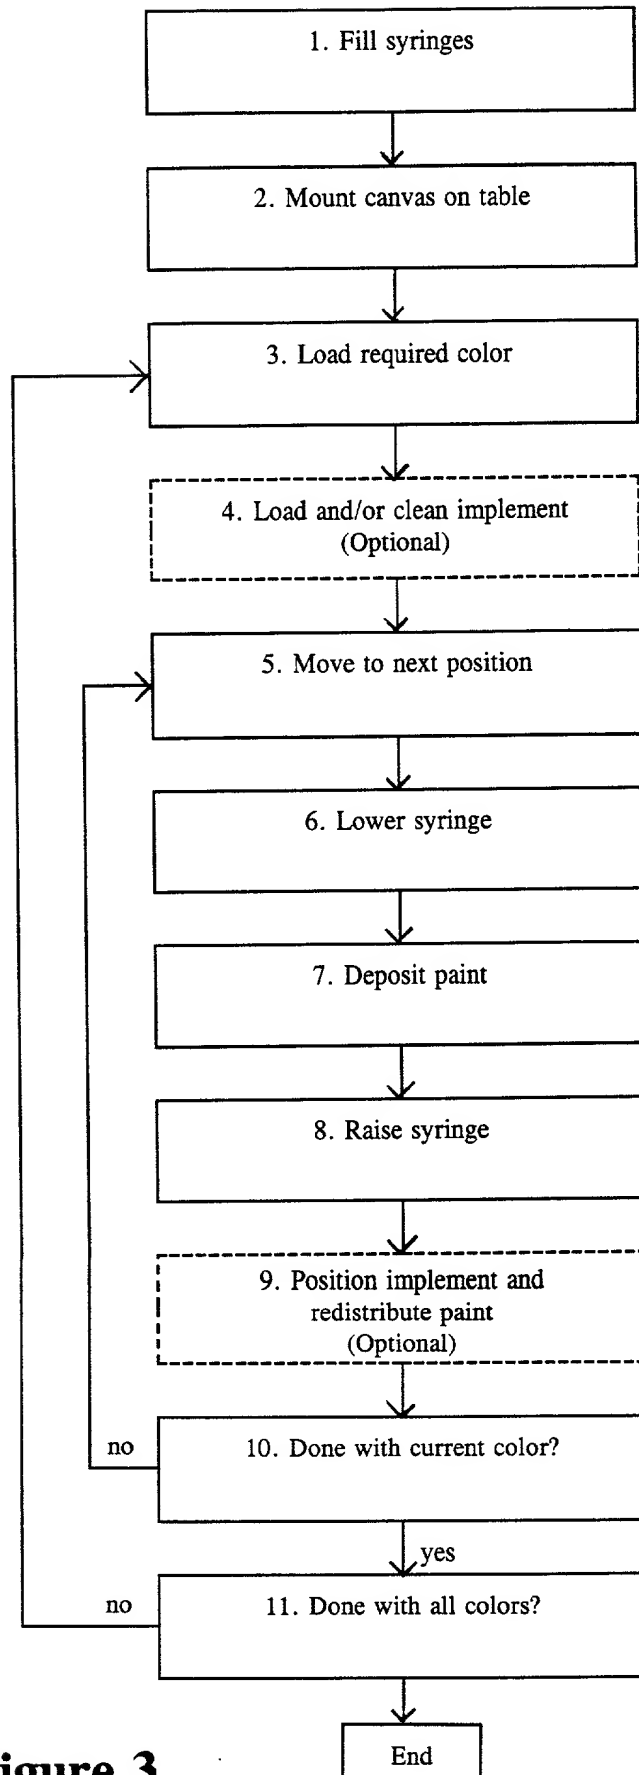 1. Fill syringes
2. Mount canvas on table
3. Load required color
4. Load and/or clean implement
(Optional)
5. Move to next position
6. Lower syringe
7. Deposit paint
8. Raise syringe
9. Position implement and
redistribute paint
(Optional)
no
10. Done with current color?
yes
no
11. Done with all colors?
End
igure 3